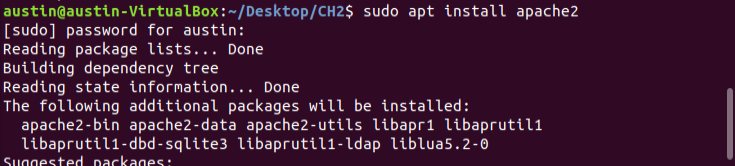 austin@austin-VirtualBox:~/Desktop/CH2$ sudo apt install apache2
[sudo] password for austin:
Reading package lists... Done
Building dependency tree
Reading state information... Done
The following additional packages will be installed:
  apache2-bin apache2-data apache2-utils libapr1 libaprutil1
  libaprutil1-dbd-sqlite3 libaprutil1-ldap liblua5.2-0
Suggested packages: